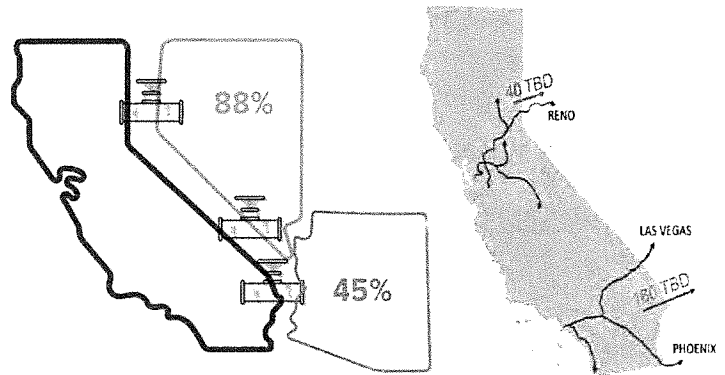 88%
45%
40 TBD
RENO
LAS VEGAS
180 TBD
PHOENIX